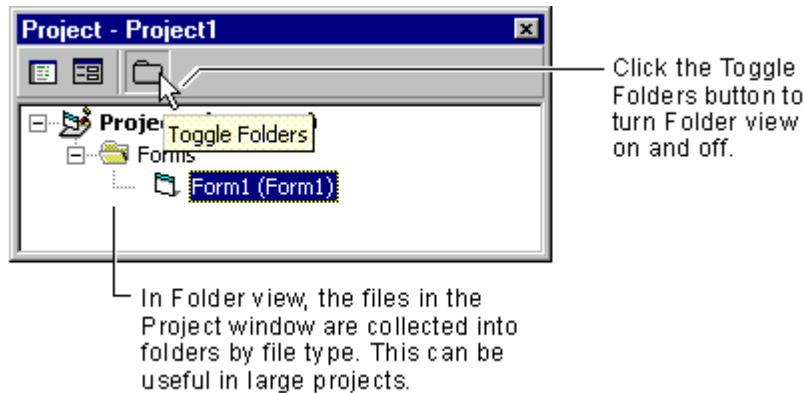 Project - Project1
Click the Toggle
Folders button to
turn Folder view
on and off.
Toggle Folders
Forms
Form1 (Form1)
In Folder view, the files in the
Project window are collected into
folders by file type. This can be
useful in large projects.